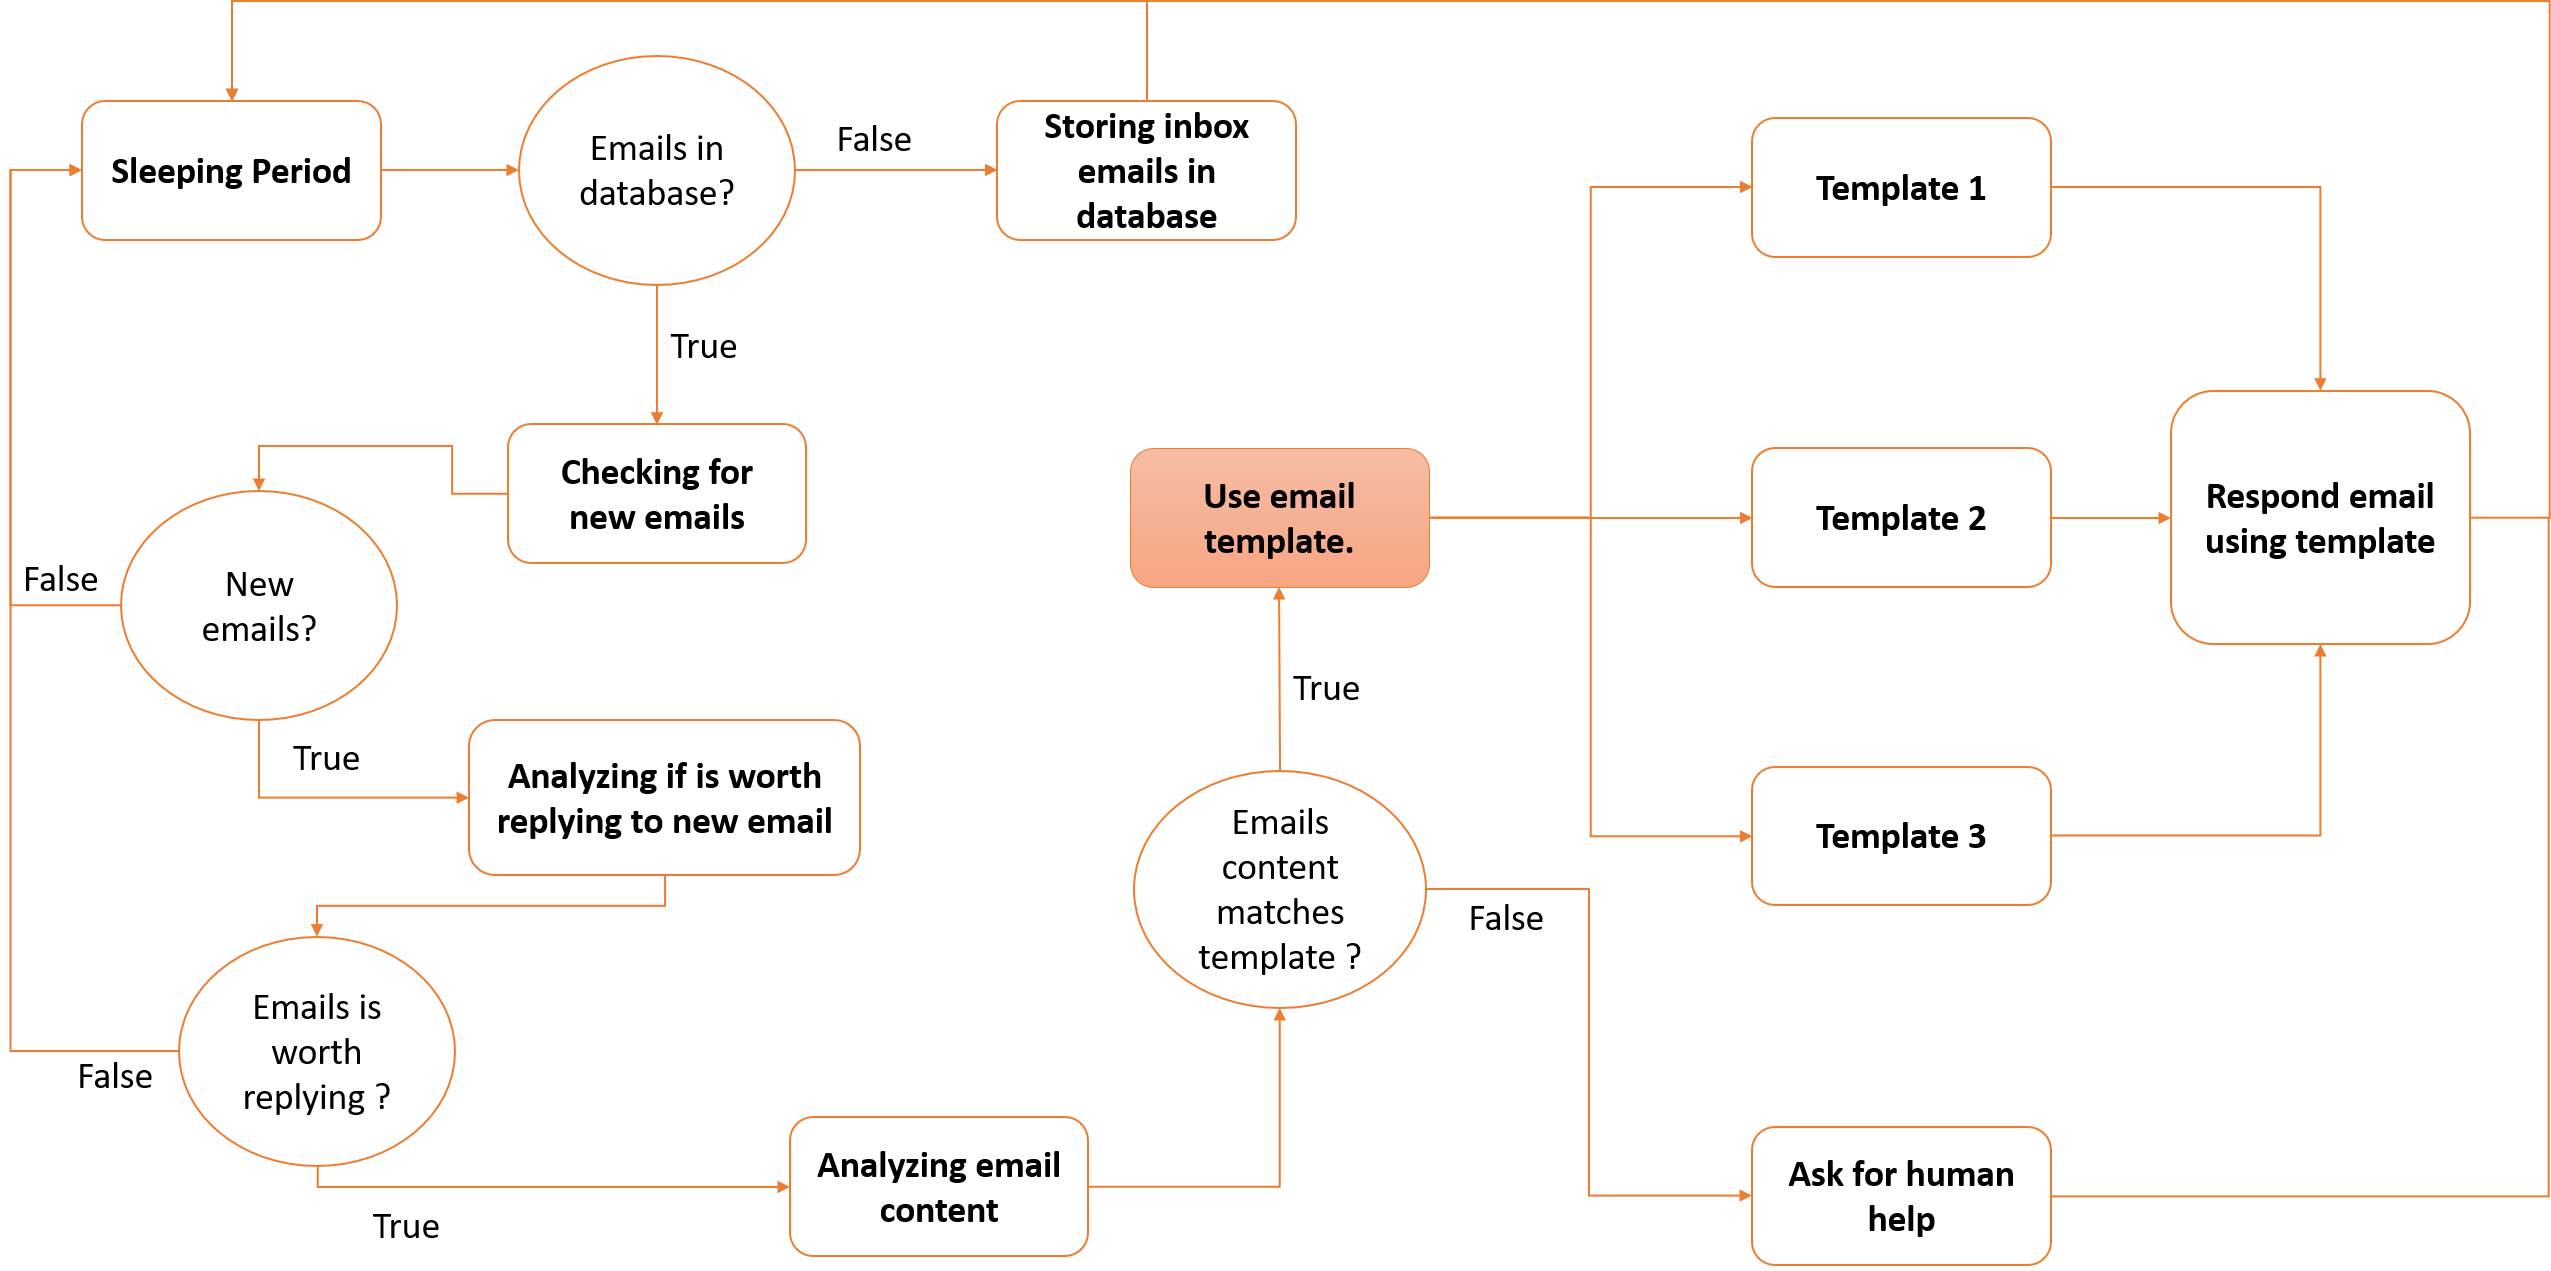 Sleeping Period
Emails in
database?
False
Storing inbox
emails in
database
True
Checking for
new emails
New
emails?
False
True
Analyzing if is worth
replying to new email
Emails is
worth
replying ?
False
True
Analyzing email
content
Emails
content
matches
template ?
True
False
Use email
template.
Template 1
Template 2
Template 3
Respond email
using template
Ask for human
help